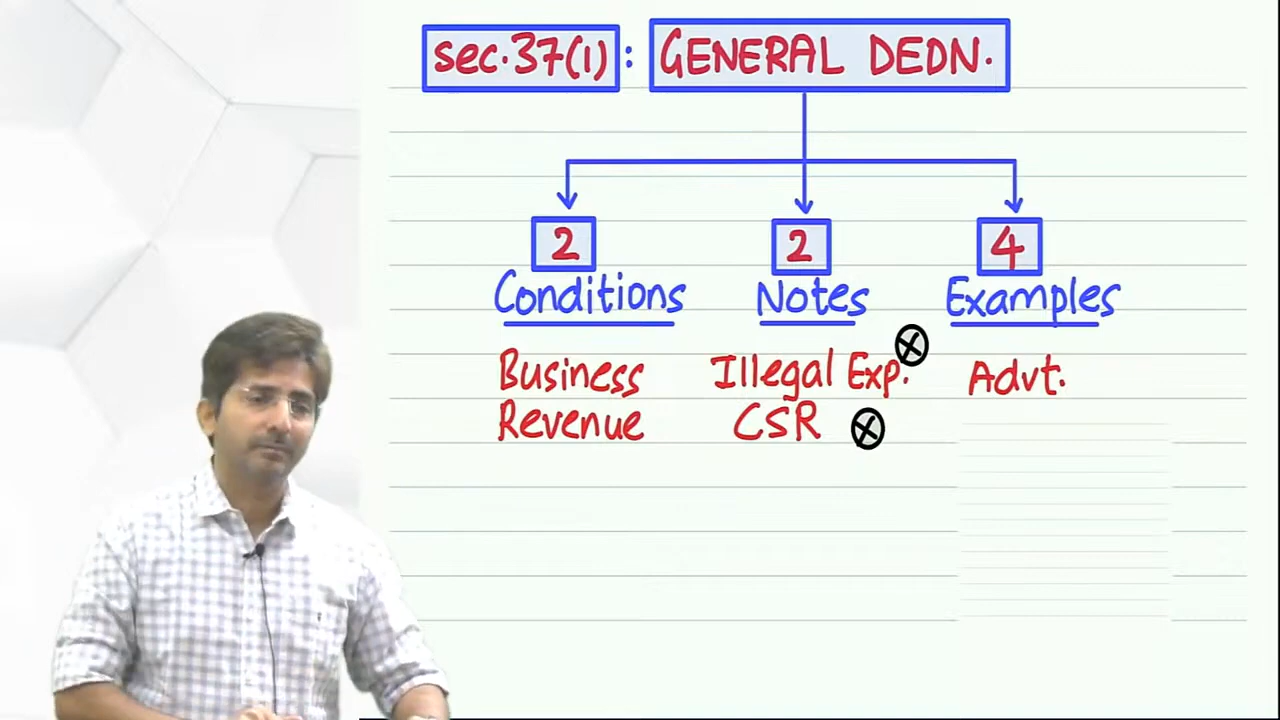 sec.37(1) : GENERAL DEDN.
2 2 4
Conditions Notes Examples
Business Illegal Exp. Advt.
Revenue CSR